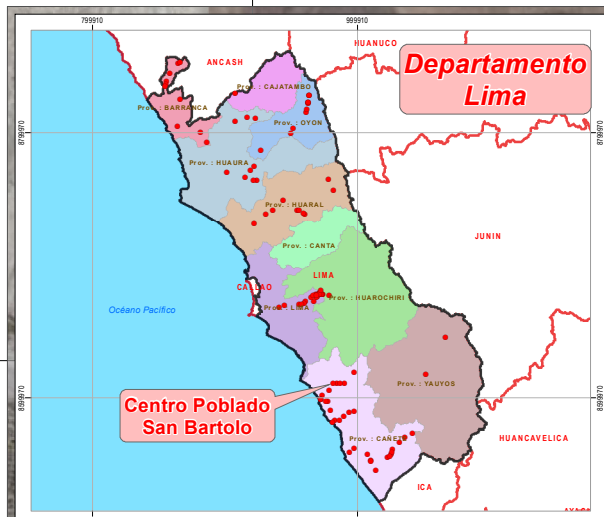 799910
999910
HUANUCO
ANCASH
Departamento
Lima
Prov. : CAJATAMBO
Prov. : BARRANCA
8799970
8799970
Prov. : OYON
Prov. : HUAURA
Prov. : HUARAL
JUNIN
Prov. : CANTA
LIMA
CALLAO
Prov. : HUAROCHIRI
Prov. : LIMA
Océano Pacífico
Prov. : YAUYOS
8599970
8599970
Centro Poblado
San Bartolo
Prov. : CAÑETE
HUANCAVELICA
ICA